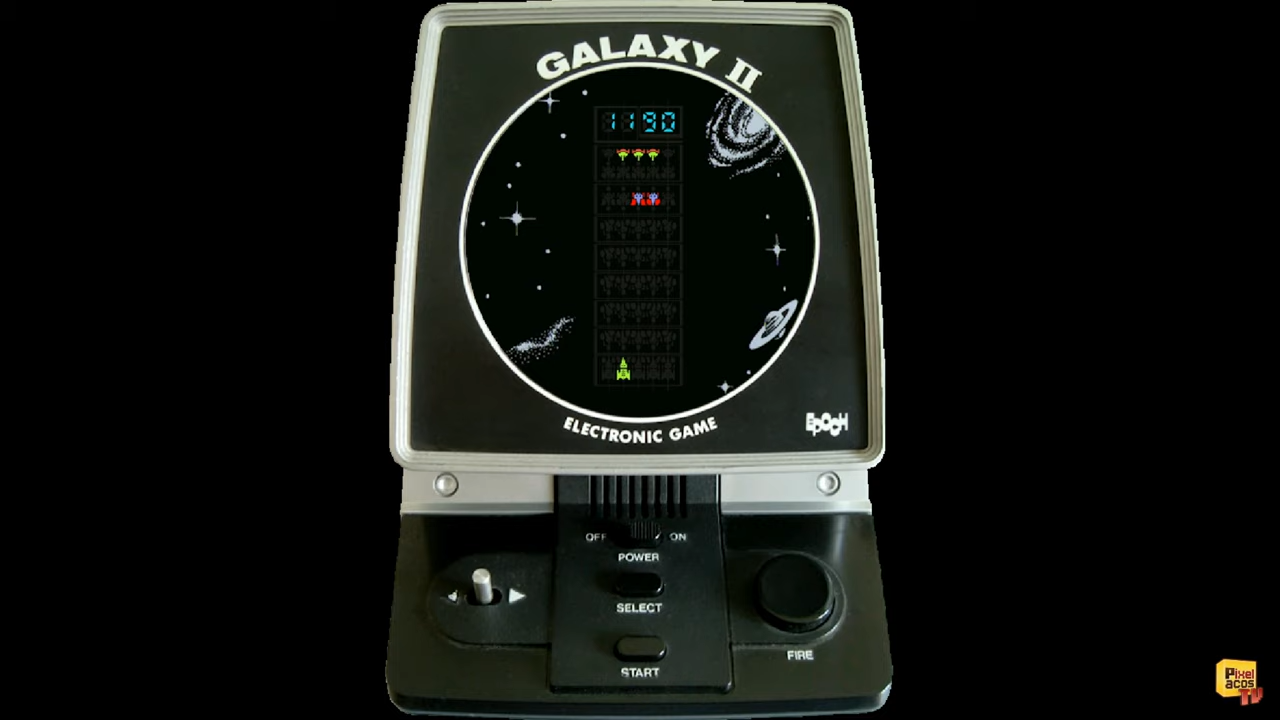 GALAXY II
1190
ELECTRONIC GAME
EPOCH
OFF ON
POWER
SELECT
START
FIRE
Pixel
acos
TV